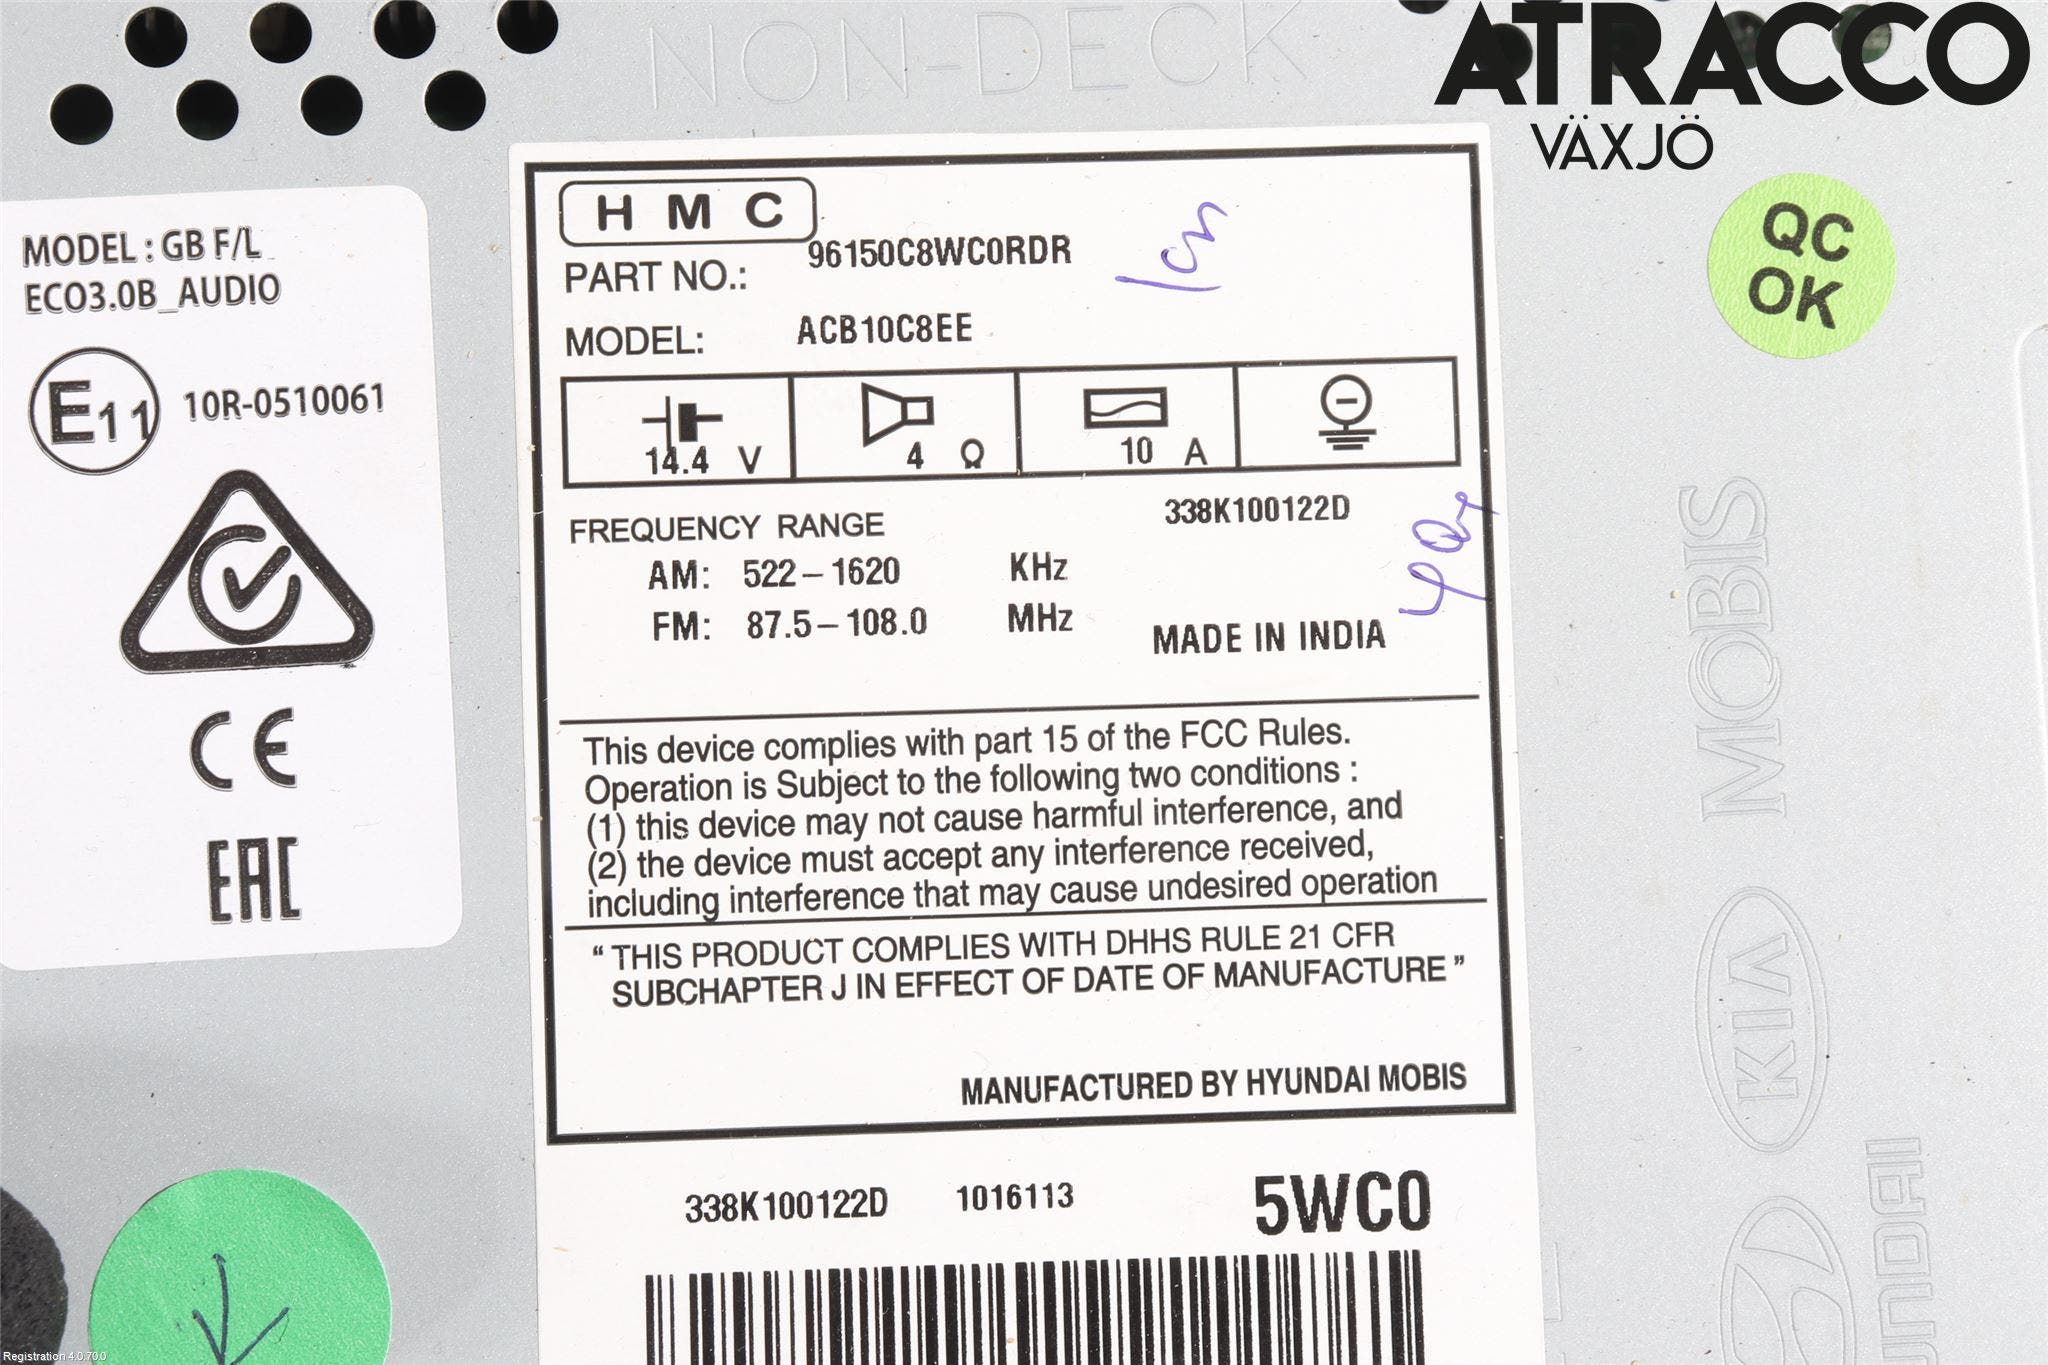 NON-DECK
ATRACCO
VÄXJÖ
QC
OK
MODEL : GB F/L
ECO3.0B_AUDIO
E11 10R-0510061
CE
EAC
HMC
PART NO.: 96150C8WC0RDR
MODEL: ACB10C8EE
14.4 V 4 Ω 10 A
338K100122D
FREQUENCY RANGE
AM: 522-1620 KHz
FM: 87.5-108.0 MHz
MADE IN INDIA
This device complies with part 15 of the FCC Rules.
Operation is Subject to the following two conditions :
(1) this device may not cause harmful interference, and
(2) the device must accept any interference received,
including interference that may cause undesired operation
“ THIS PRODUCT COMPLIES WITH DHHS RULE 21 CFR
SUBCHAPTER J IN EFFECT OF DATE OF MANUFACTURE ”
MANUFACTURED BY HYUNDAI MOBIS
338K100122D 1016113 5WC0
MOBIS
KIA
HYUNDAI
Registration 4.0.70.0